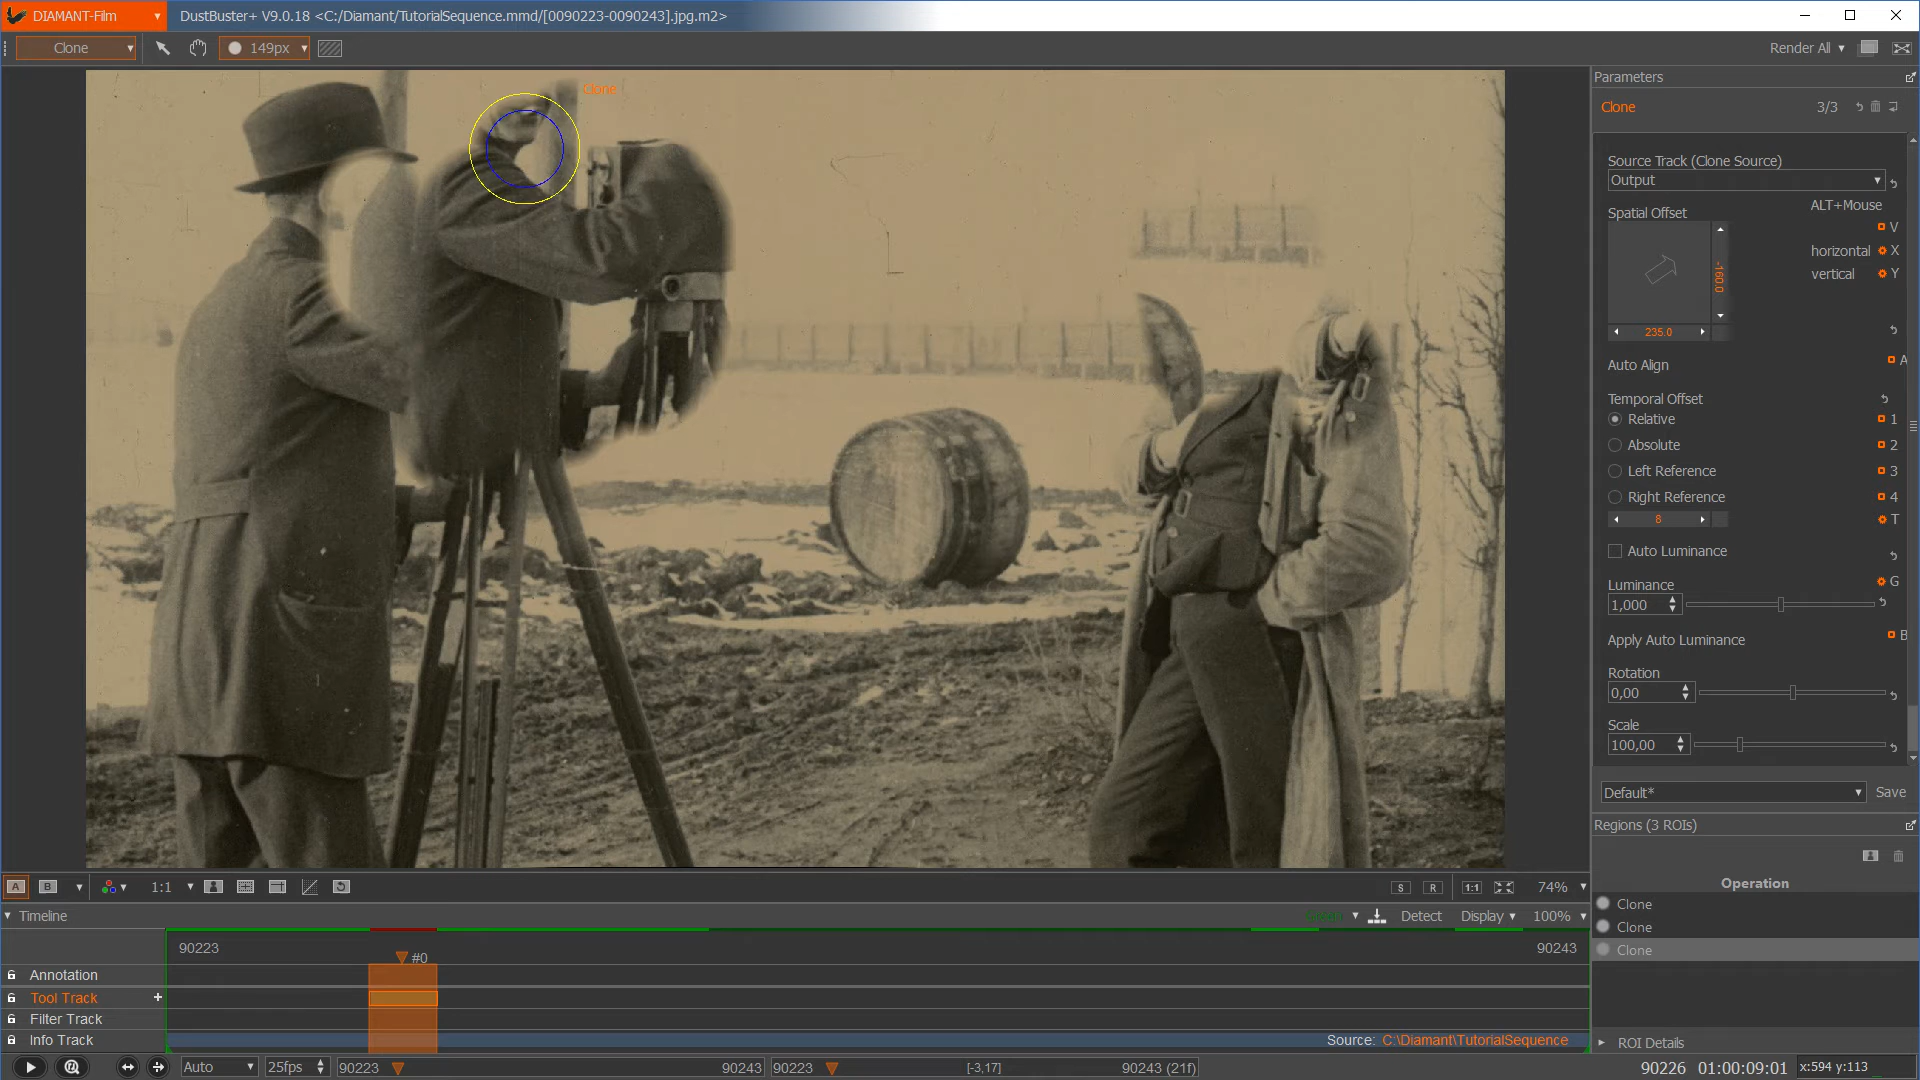 DIAMANT-Film DustBuster+ V9.0.18 <C:/Diamant/TutorialSequence.mmd/[0090223-0090243].jpg.m2>
Clone 149px Render All
Clone
Parameters
Clone 3/3
Source Track (Clone Source)
Output
Spatial Offset ALT+Mouse
V
horizontal X
vertical Y
-160.0
235.0
Auto Align A
Temporal Offset
Relative 1
Absolute 2
Left Reference 3
Right Reference 4
8 T
Auto Luminance
Luminance G
1,000
Apply Auto Luminance B
Rotation
0,00
Scale
100,00
Default* Save
Regions (3 ROIs)
Operation
Clone
Clone
Clone
ROI Details
A B 1:1 S R 1:1 74%
Timeline Detect Display 100%
90223 #0 90243
Annotation
Tool Track +
Filter Track
Info Track Source: C:\Diamant\TutorialSequence
Auto 25fps 90223 90243 90223 [-3,17] 90243 (21f) 90226 01:00:09:01 x:594 y:113